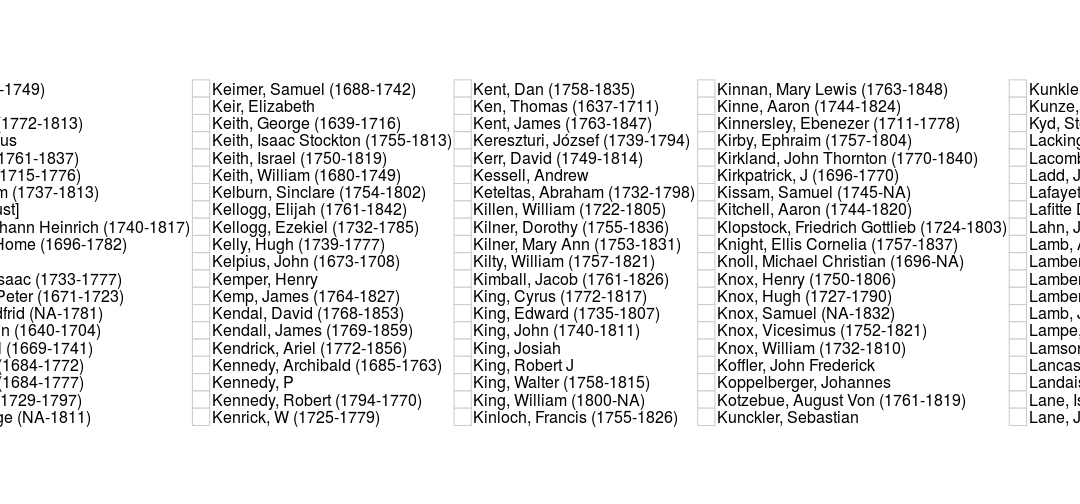 -1749)
1772-1813)
us
1761-1837)
1715-1776)
m (1737-1813)
ust]
hann Heinrich (1740-1817)
Home (1696-1782)
saac (1733-1777)
Peter (1671-1723)
dfrid (NA-1781)
n (1640-1704)
l (1669-1741)
(1684-1772)
(1684-1777)
1729-1797)
ge (NA-1811)
Keimer, Samuel (1688-1742)
Keir, Elizabeth
Keith, George (1639-1716)
Keith, Isaac Stockton (1755-1813)
Keith, Israel (1750-1819)
Keith, William (1680-1749)
Kelburn, Sinclare (1754-1802)
Kellogg, Elijah (1761-1842)
Kellogg, Ezekiel (1732-1785)
Kelly, Hugh (1739-1777)
Kelpius, John (1673-1708)
Kemper, Henry
Kemp, James (1764-1827)
Kendal, David (1768-1853)
Kendall, James (1769-1859)
Kendrick, Ariel (1772-1856)
Kennedy, Archibald (1685-1763)
Kennedy, P
Kennedy, Robert (1794-1770)
Kenrick, W (1725-1779)
Kent, Dan (1758-1835)
Ken, Thomas (1637-1711)
Kent, James (1763-1847)
Kereszturi, József (1739-1794)
Kerr, David (1749-1814)
Kessell, Andrew
Keteltas, Abraham (1732-1798)
Killen, William (1722-1805)
Kilner, Dorothy (1755-1836)
Kilner, Mary Ann (1753-1831)
Kilty, William (1757-1821)
Kimball, Jacob (1761-1826)
King, Cyrus (1772-1817)
King, Edward (1735-1807)
King, John (1740-1811)
King, Josiah
King, Robert J
King, Walter (1758-1815)
King, William (1800-NA)
Kinloch, Francis (1755-1826)
Kinnan, Mary Lewis (1763-1848)
Kinne, Aaron (1744-1824)
Kinnersley, Ebenezer (1711-1778)
Kirby, Ephraim (1757-1804)
Kirkland, John Thornton (1770-1840)
Kirkpatrick, J (1696-1770)
Kissam, Samuel (1745-NA)
Kitchell, Aaron (1744-1820)
Klopstock, Friedrich Gottlieb (1724-1803)
Knight, Ellis Cornelia (1757-1837)
Knoll, Michael Christian (1696-NA)
Knox, Henry (1750-1806)
Knox, Hugh (1727-1790)
Knox, Samuel (NA-1832)
Knox, Vicesimus (1752-1821)
Knox, William (1732-1810)
Koffler, John Frederick
Koppelberger, Johannes
Kotzebue, August Von (1761-1819)
Kunckler, Sebastian
Kunkle
Kunze,
Kyd, St
Lacking
Lacomb
Ladd, J
Lafayet
Lafitte D
Lahn, J
Lamb, A
Lamber
Lamber
Lamber
Lamb, J
Lampe,
Lamson
Lancas
Landais
Lane, Is
Lane, J